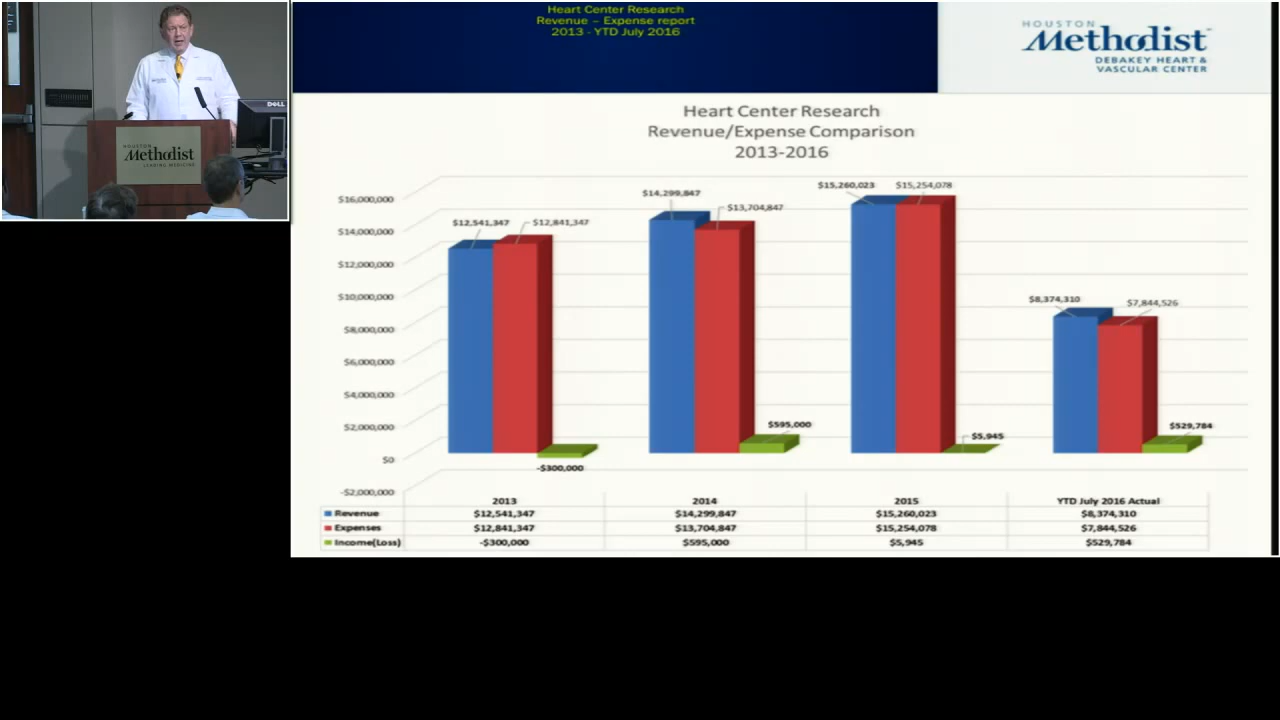 Heart Center Research
Revenue – Expense report
2013 - YTD July 2016
HOUSTON
Methodist
DEBAKEY HEART &
VASCULAR CENTER
DELL
HOUSTON
Methodist
LEADING MEDICINE
Heart Center Research
Revenue/Expense Comparison
2013-2016
$16,000,000
$14,000,000
$12,000,000
$10,000,000
$8,000,000
$6,000,000
$4,000,000
$2,000,000
$0
-$2,000,000
$12,541,347
$12,841,347
-$300,000
$14,299,847
$13,704,847
$595,000
$15,260,023
$15,254,078
$5,945
$8,374,310
$7,844,526
$529,784
2013 2014 2015 YTD July 2016 Actual
Revenue $12,541,347 $14,299,847 $15,260,023 $8,374,310
Expenses $12,841,347 $13,704,847 $15,254,078 $7,844,526
Income(Loss) -$300,000 $595,000 $5,945 $529,784